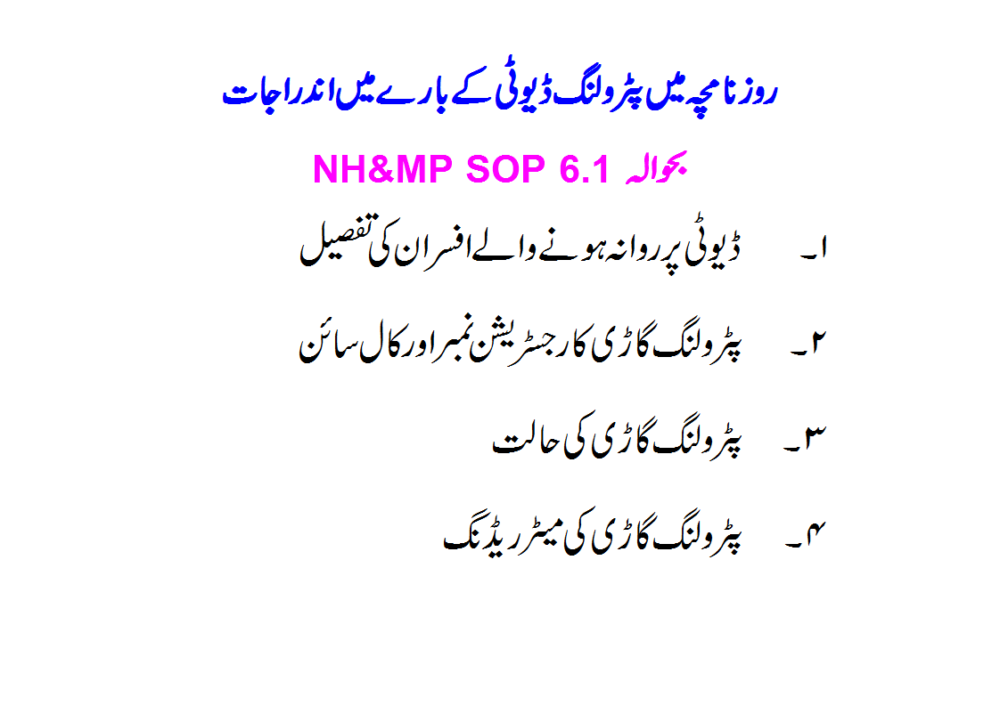 روزنامچہ میں پٹرولنگ ڈیوٹی کے بارے میں اندراجات
بحوالہ NH&MP SOP 6.1
۱۔ ڈیوٹی پر روانہ ہونے والے افسران کی تفصیل
۲۔ پٹرولنگ گاڑی کا رجسٹریشن نمبر اور کال سائن
۳۔ پٹرولنگ گاڑی کی حالت
۴۔ پٹرولنگ گاڑی کی میٹر ریڈنگ